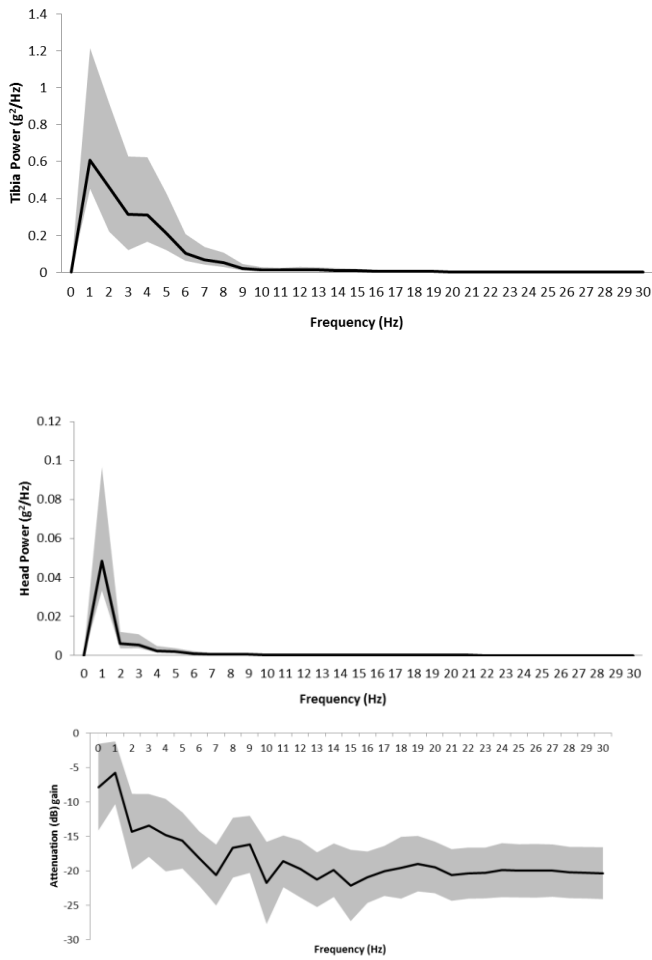 Tibia Power (g²/Hz)
1.4
1.2
1
0.8
0.6
0.4
0.2
0
0 1 2 3 4 5 6 7 8 9 10 11 12 13 14 15 16 17 18 19 20 21 22 23 24 25 26 27 28 29 30
Frequency (Hz)
Head Power (g²/Hz)
0.12
0.1
0.08
0.06
0.04
0.02
0
0 1 2 3 4 5 6 7 8 9 10 11 12 13 14 15 16 17 18 19 20 21 22 23 24 25 26 27 28 29 30
Frequency (Hz)
Attenuation (dB) gain
0
0 1 2 3 4 5 6 7 8 9 10 11 12 13 14 15 16 17 18 19 20 21 22 23 24 25 26 27 28 29 30
-5
-10
-15
-20
-25
-30
Frequency (Hz)